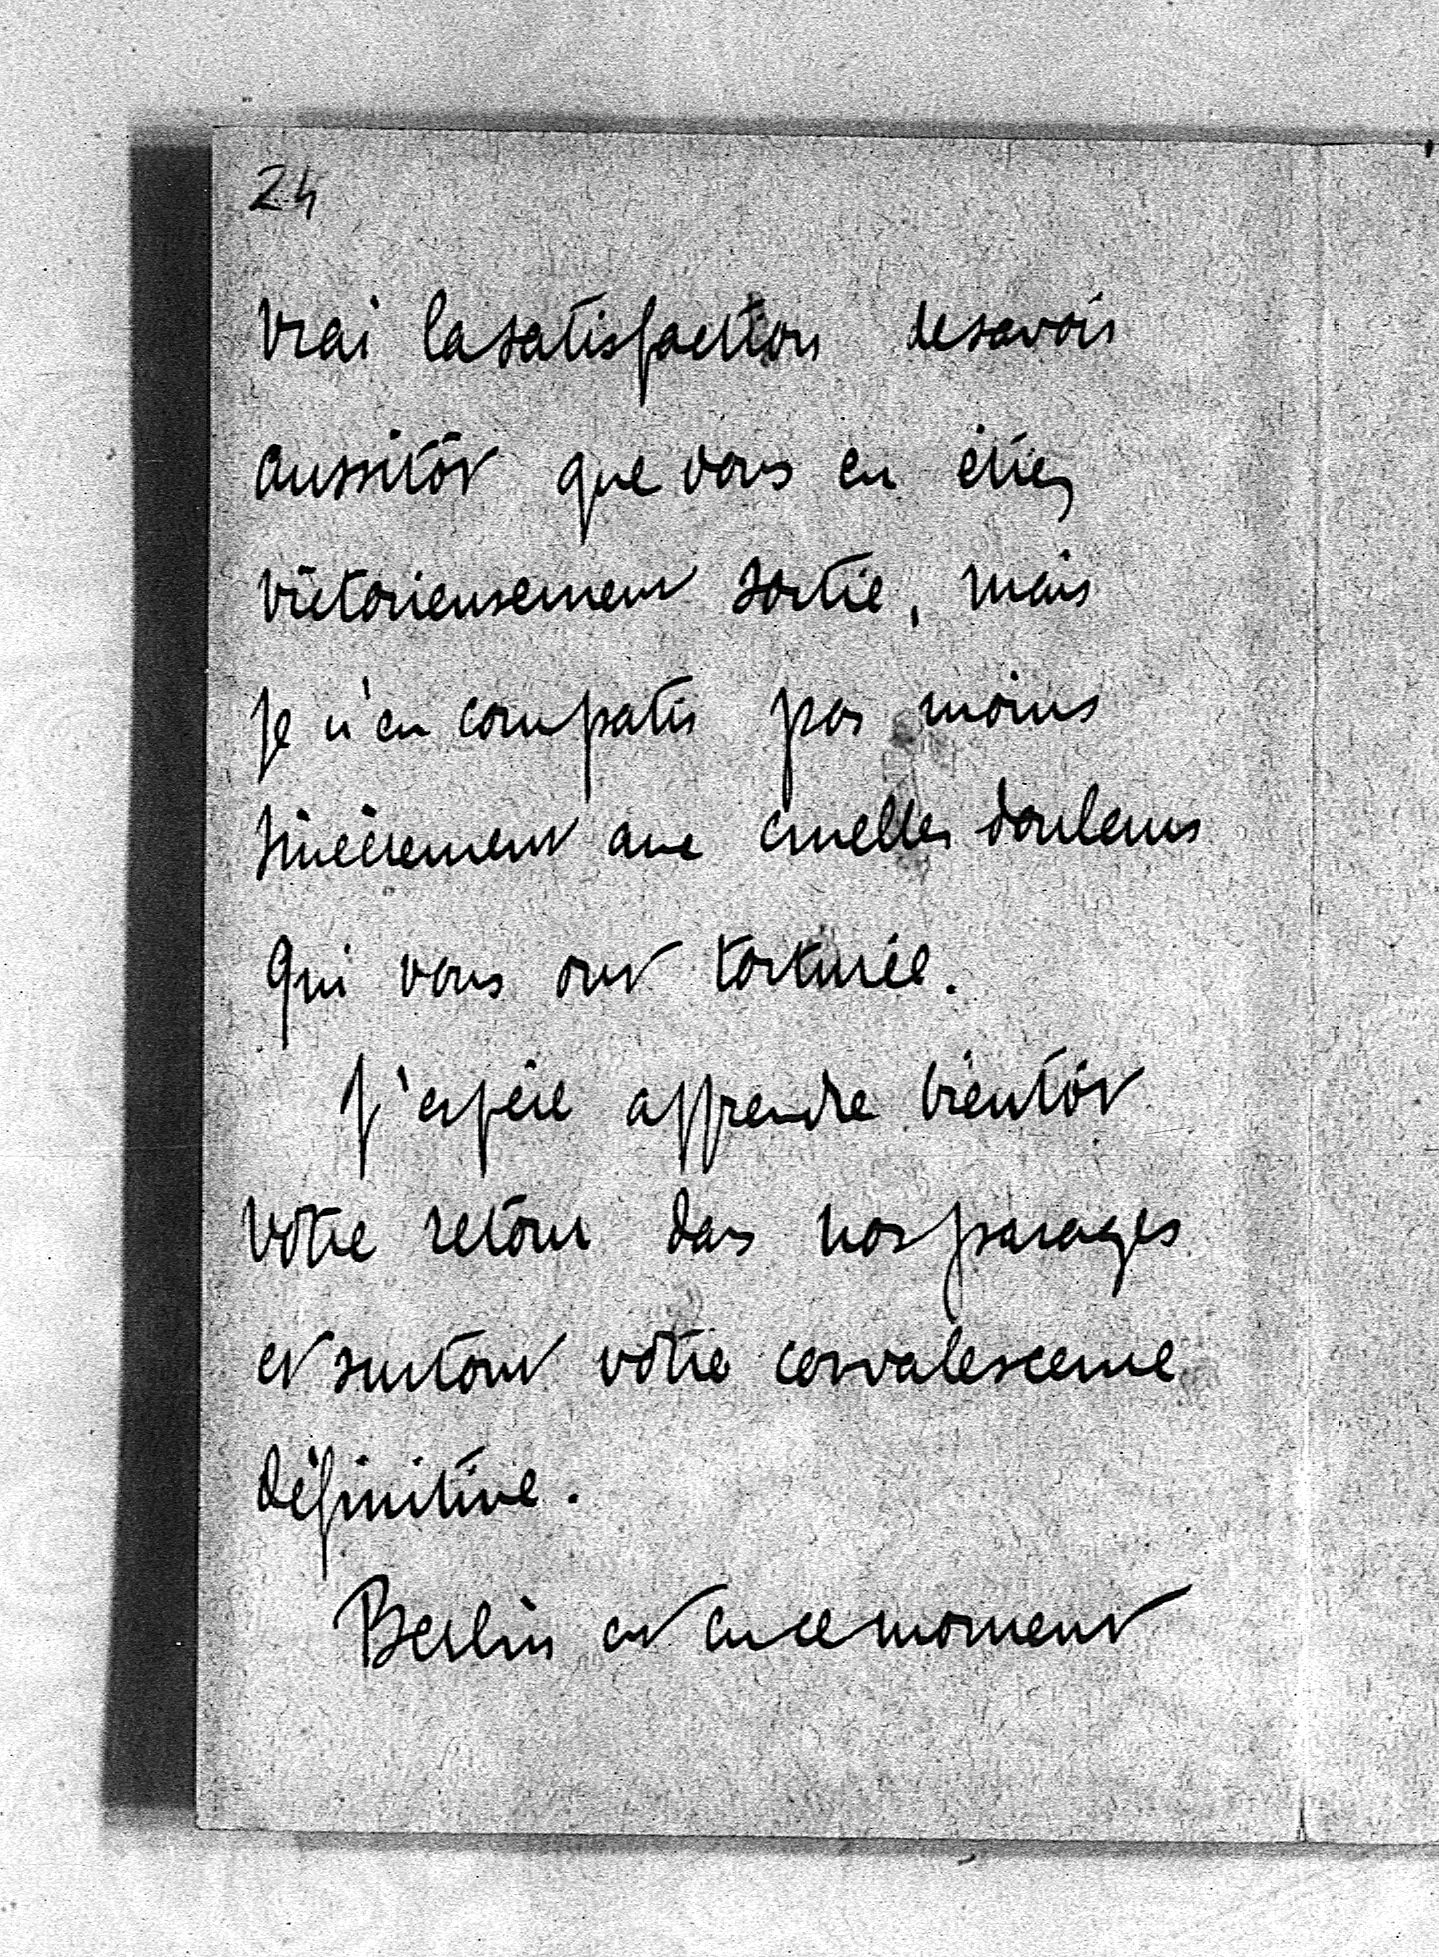 24
vrai la satisfaction de savoir
aussitôt que vous en étiez
victorieusement sortie, mais
je n'en compatis pas moins
sincèrement aux cruelles douleurs
qui vous ont torturée.
J'espère apprendre bientôt
votre retour dans nos parages
et surtout votre convalescence
définitive.
Berlin est en ce moment